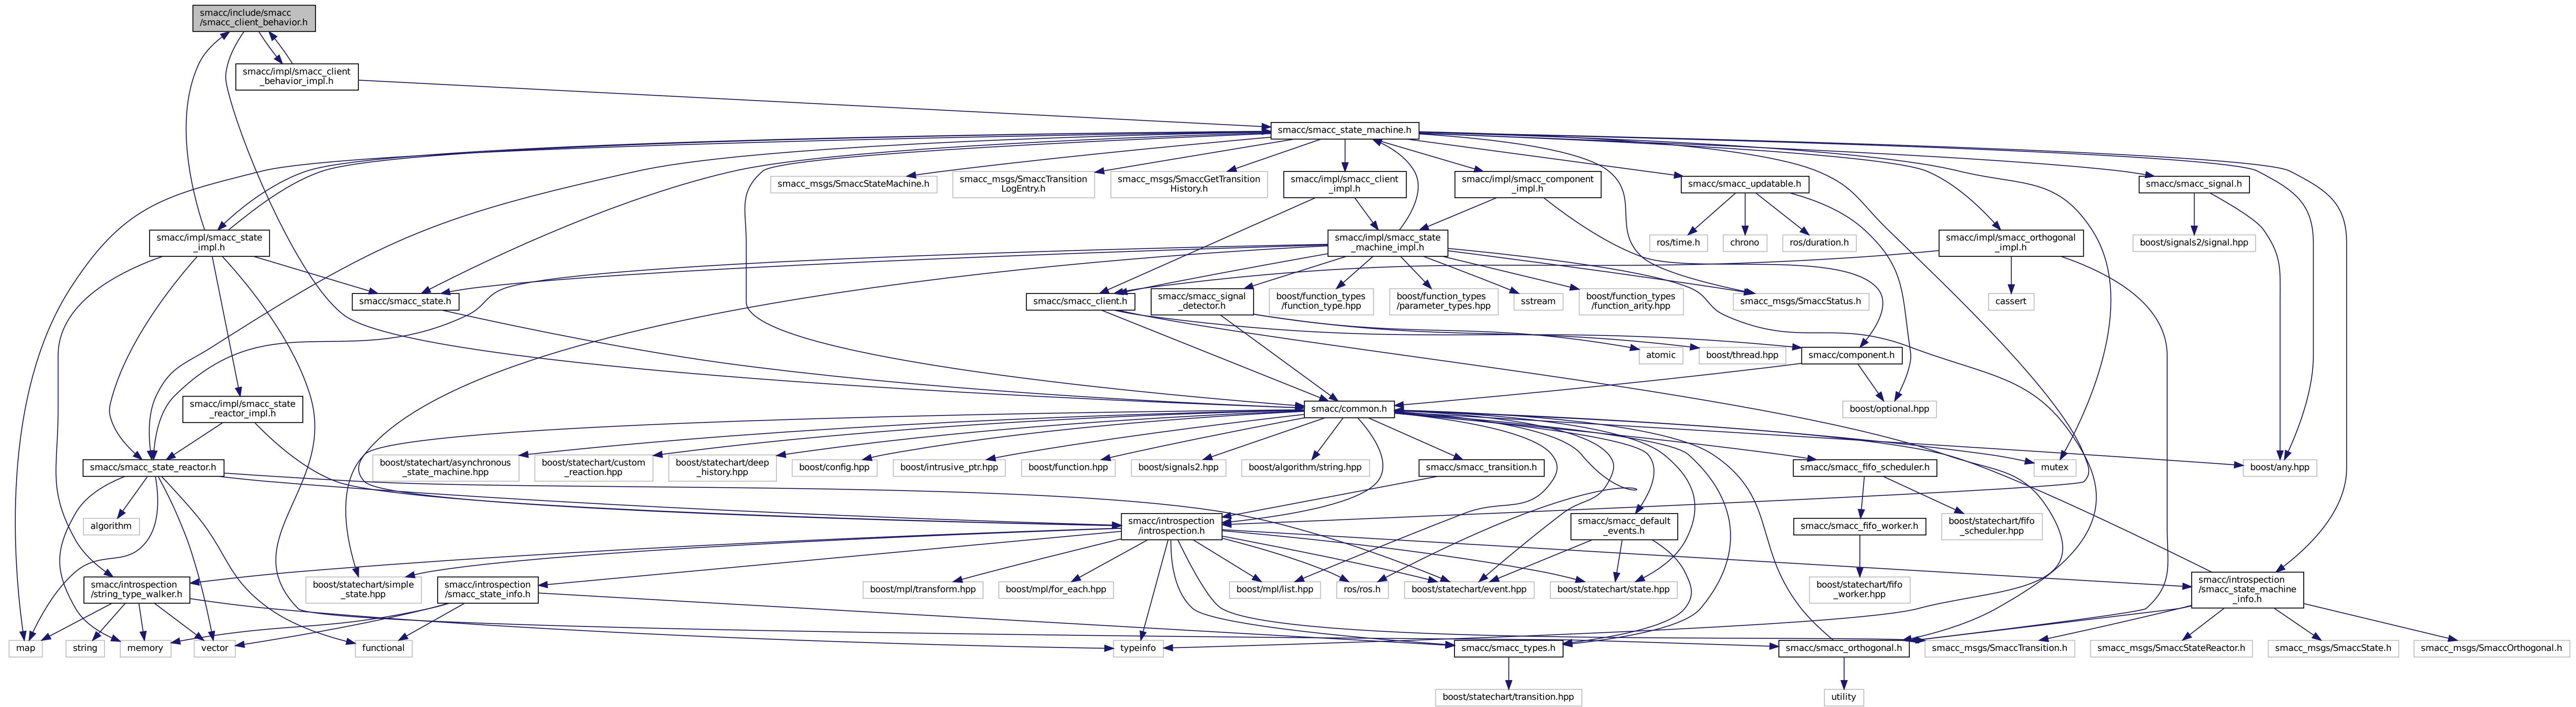 smacc/include/smacc
/smacc_client_behavior.h
smacc/impl/smacc_client
_behavior_impl.h
smacc/smacc_state_machine.h
smacc_msgs/SmaccStateMachine.h
smacc_msgs/SmaccTransition
LogEntry.h
smacc_msgs/SmaccGetTransition
History.h
smacc/impl/smacc_client
_impl.h
smacc/impl/smacc_component
_impl.h
smacc/smacc_updatable.h
smacc/smacc_signal.h
smacc/impl/smacc_state
_impl.h
smacc/impl/smacc_state
_machine_impl.h
ros/time.h
chrono
ros/duration.h
smacc/impl/smacc_orthogonal
_impl.h
boost/signals2/signal.hpp
smacc/smacc_state.h
smacc/smacc_client.h
smacc/smacc_signal
_detector.h
boost/function_types
/function_type.hpp
boost/function_types
/parameter_types.hpp
sstream
boost/function_types
/function_arity.hpp
smacc_msgs/SmaccStatus.h
cassert
atomic
boost/thread.hpp
smacc/component.h
smacc/impl/smacc_state
_reactor_impl.h
smacc/common.h
boost/optional.hpp
smacc/smacc_state_reactor.h
boost/statechart/asynchronous
_state_machine.hpp
boost/statechart/custom
_reaction.hpp
boost/statechart/deep
_history.hpp
boost/config.hpp
boost/intrusive_ptr.hpp
boost/function.hpp
boost/signals2.hpp
boost/algorithm/string.hpp
smacc/smacc_transition.h
smacc/smacc_fifo_scheduler.h
mutex
boost/any.hpp
algorithm
smacc/introspection
/introspection.h
smacc/smacc_default
_events.h
smacc/smacc_fifo_worker.h
boost/statechart/fifo
_scheduler.hpp
smacc/introspection
/string_type_walker.h
boost/statechart/simple
_state.hpp
smacc/introspection
/smacc_state_info.h
boost/mpl/transform.hpp
boost/mpl/for_each.hpp
boost/mpl/list.hpp
ros/ros.h
boost/statechart/event.hpp
boost/statechart/state.hpp
boost/statechart/fifo
_worker.hpp
smacc/introspection
/smacc_state_machine
_info.h
map
string
memory
vector
functional
typeinfo
smacc/smacc_types.h
smacc/smacc_orthogonal.h
smacc_msgs/SmaccTransition.h
smacc_msgs/SmaccStateReactor.h
smacc_msgs/SmaccState.h
smacc_msgs/SmaccOrthogonal.h
boost/statechart/transition.hpp
utility